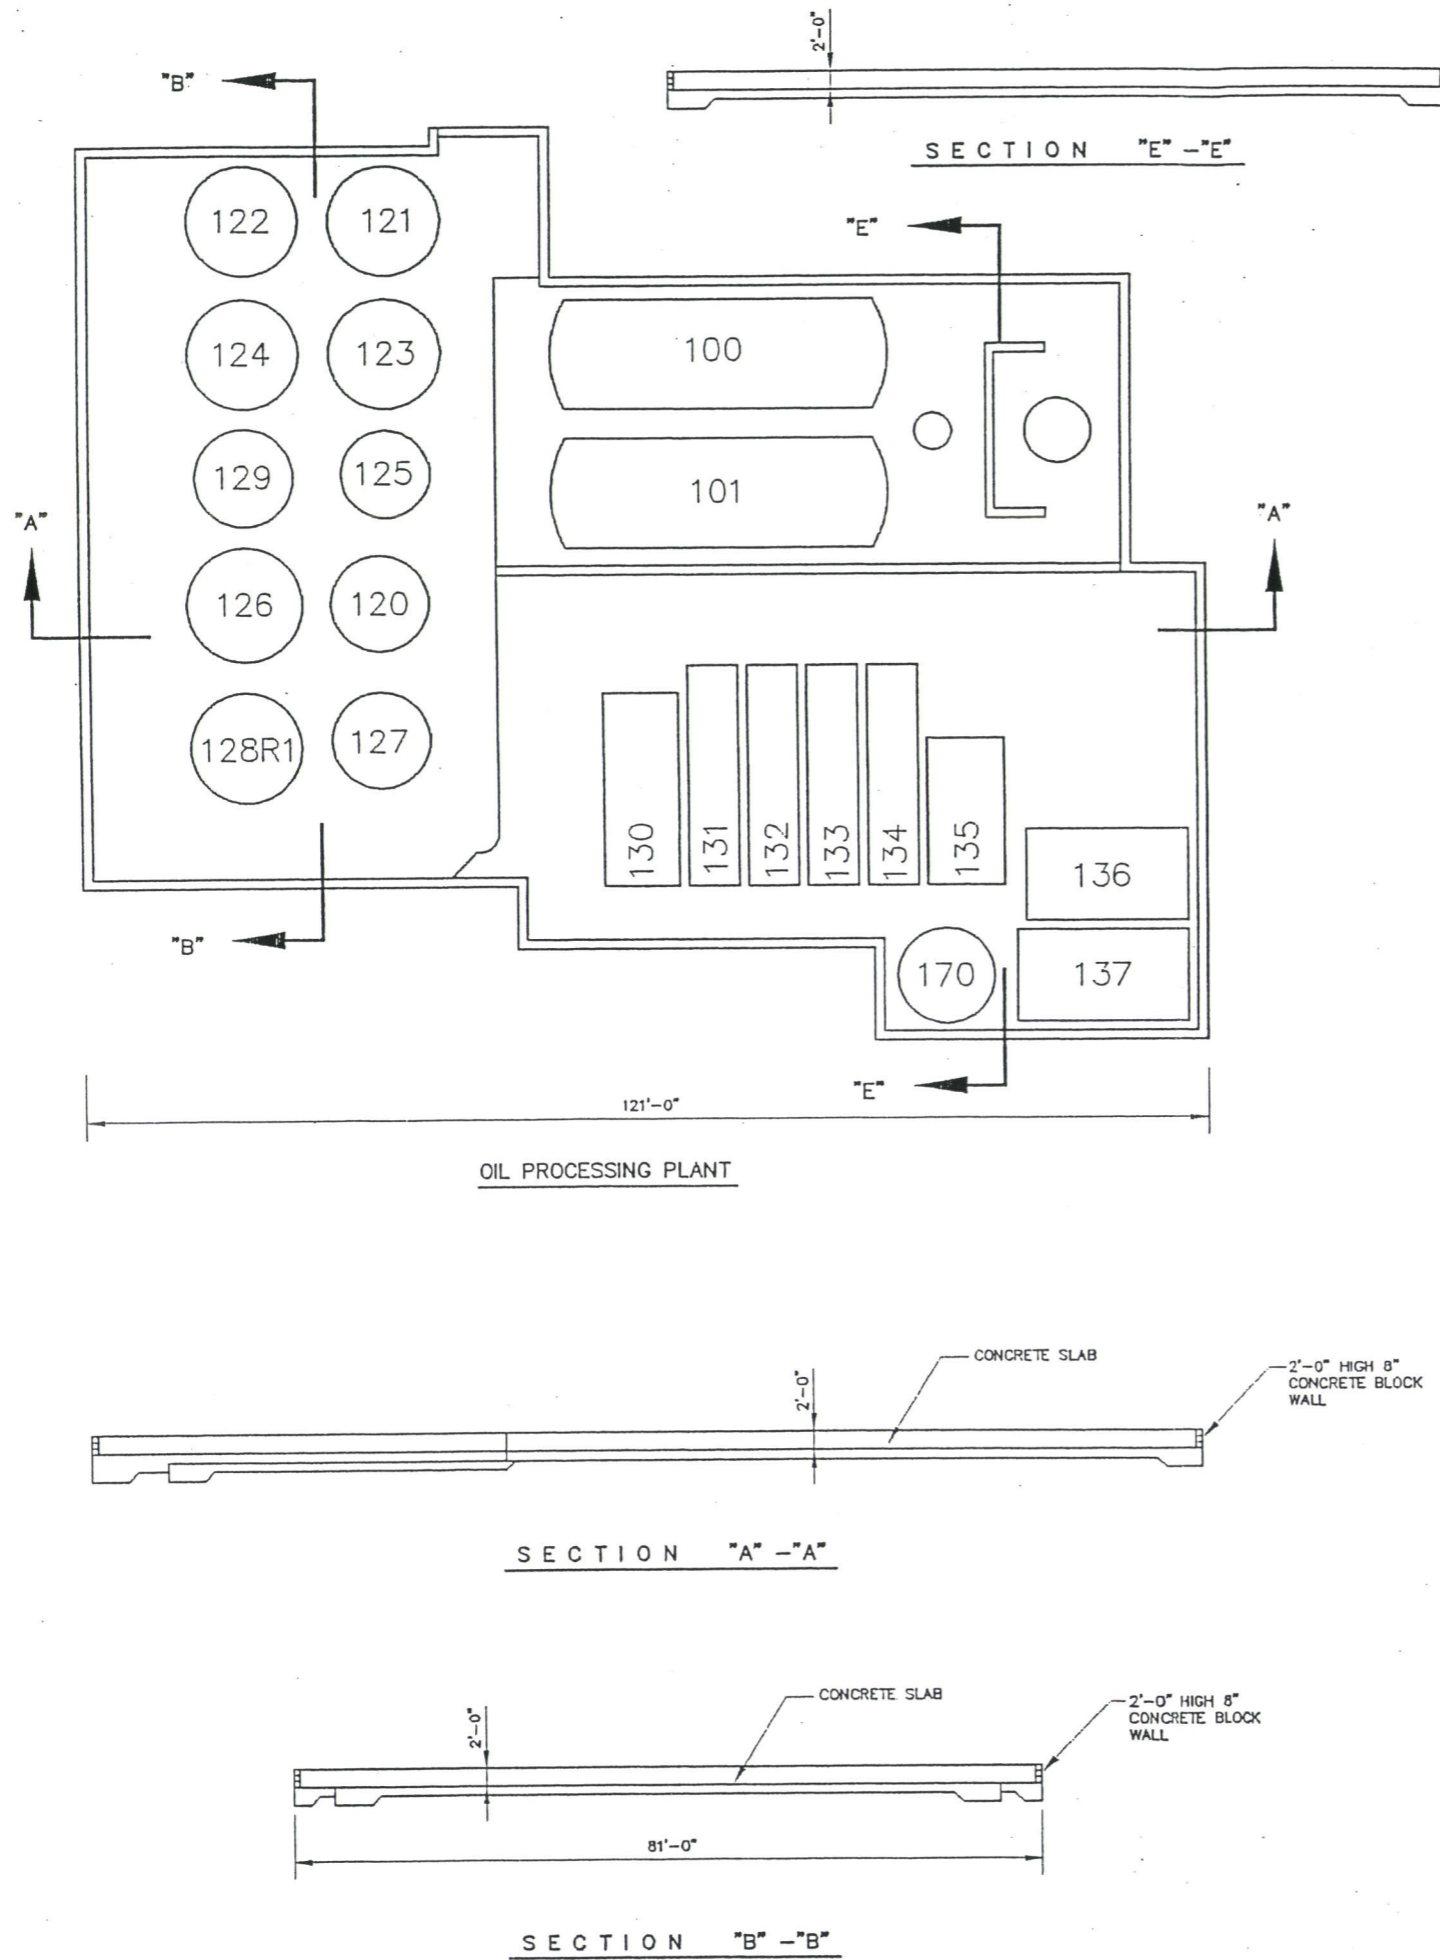 2'-0"
"B"
SECTION "E"-"E"
"E"
122
121
124
123
100
129
125
101
"A"
"A"
126
120
128R1
127
130
131
132
133
134
135
136
137
170
"B"
"E"
121'-0"
OIL PROCESSING PLANT
CONCRETE SLAB
2'-0"
2'-0" HIGH 8"
CONCRETE BLOCK
WALL
SECTION "A"-"A"
CONCRETE SLAB
2'-0"
2'-0" HIGH 8"
CONCRETE BLOCK
WALL
81'-0"
SECTION "B"-"B"